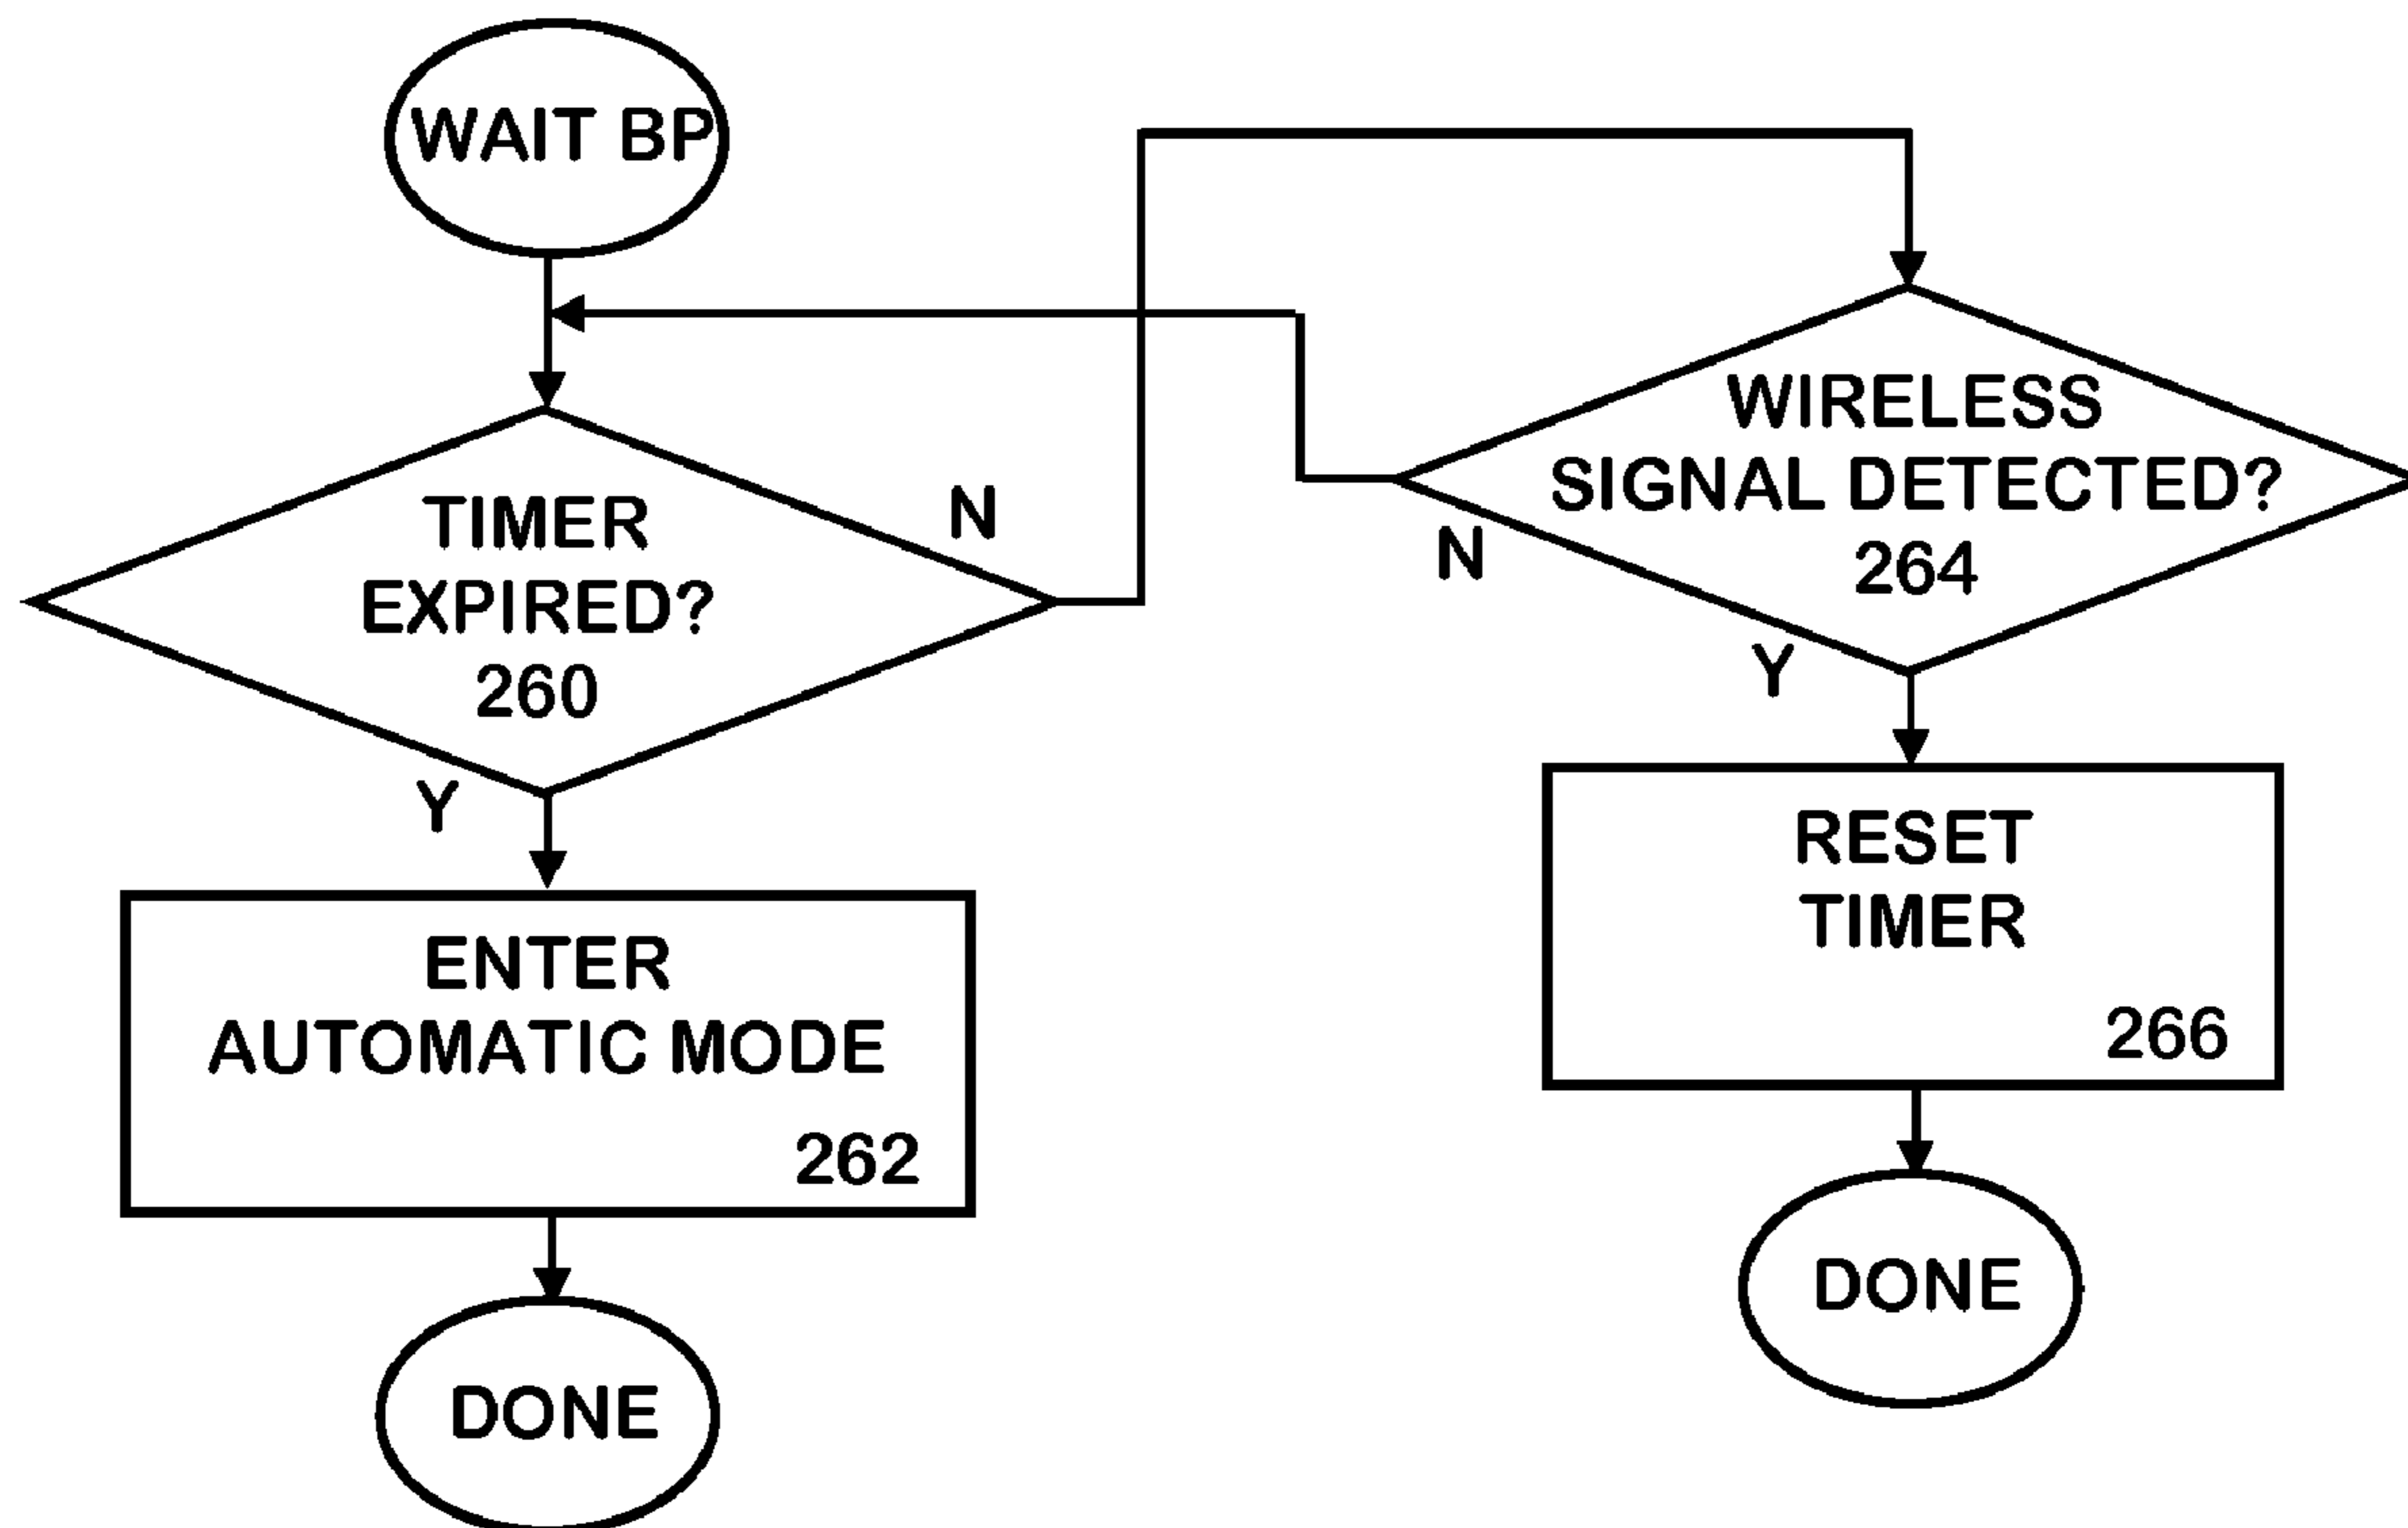 WAIT BP
TIMER
EXPIRED?
260
N
Y
ENTER
AUTOMATIC MODE
262
DONE
WIRELESS
SIGNAL DETECTED?
264
N
Y
RESET
TIMER
266
DONE